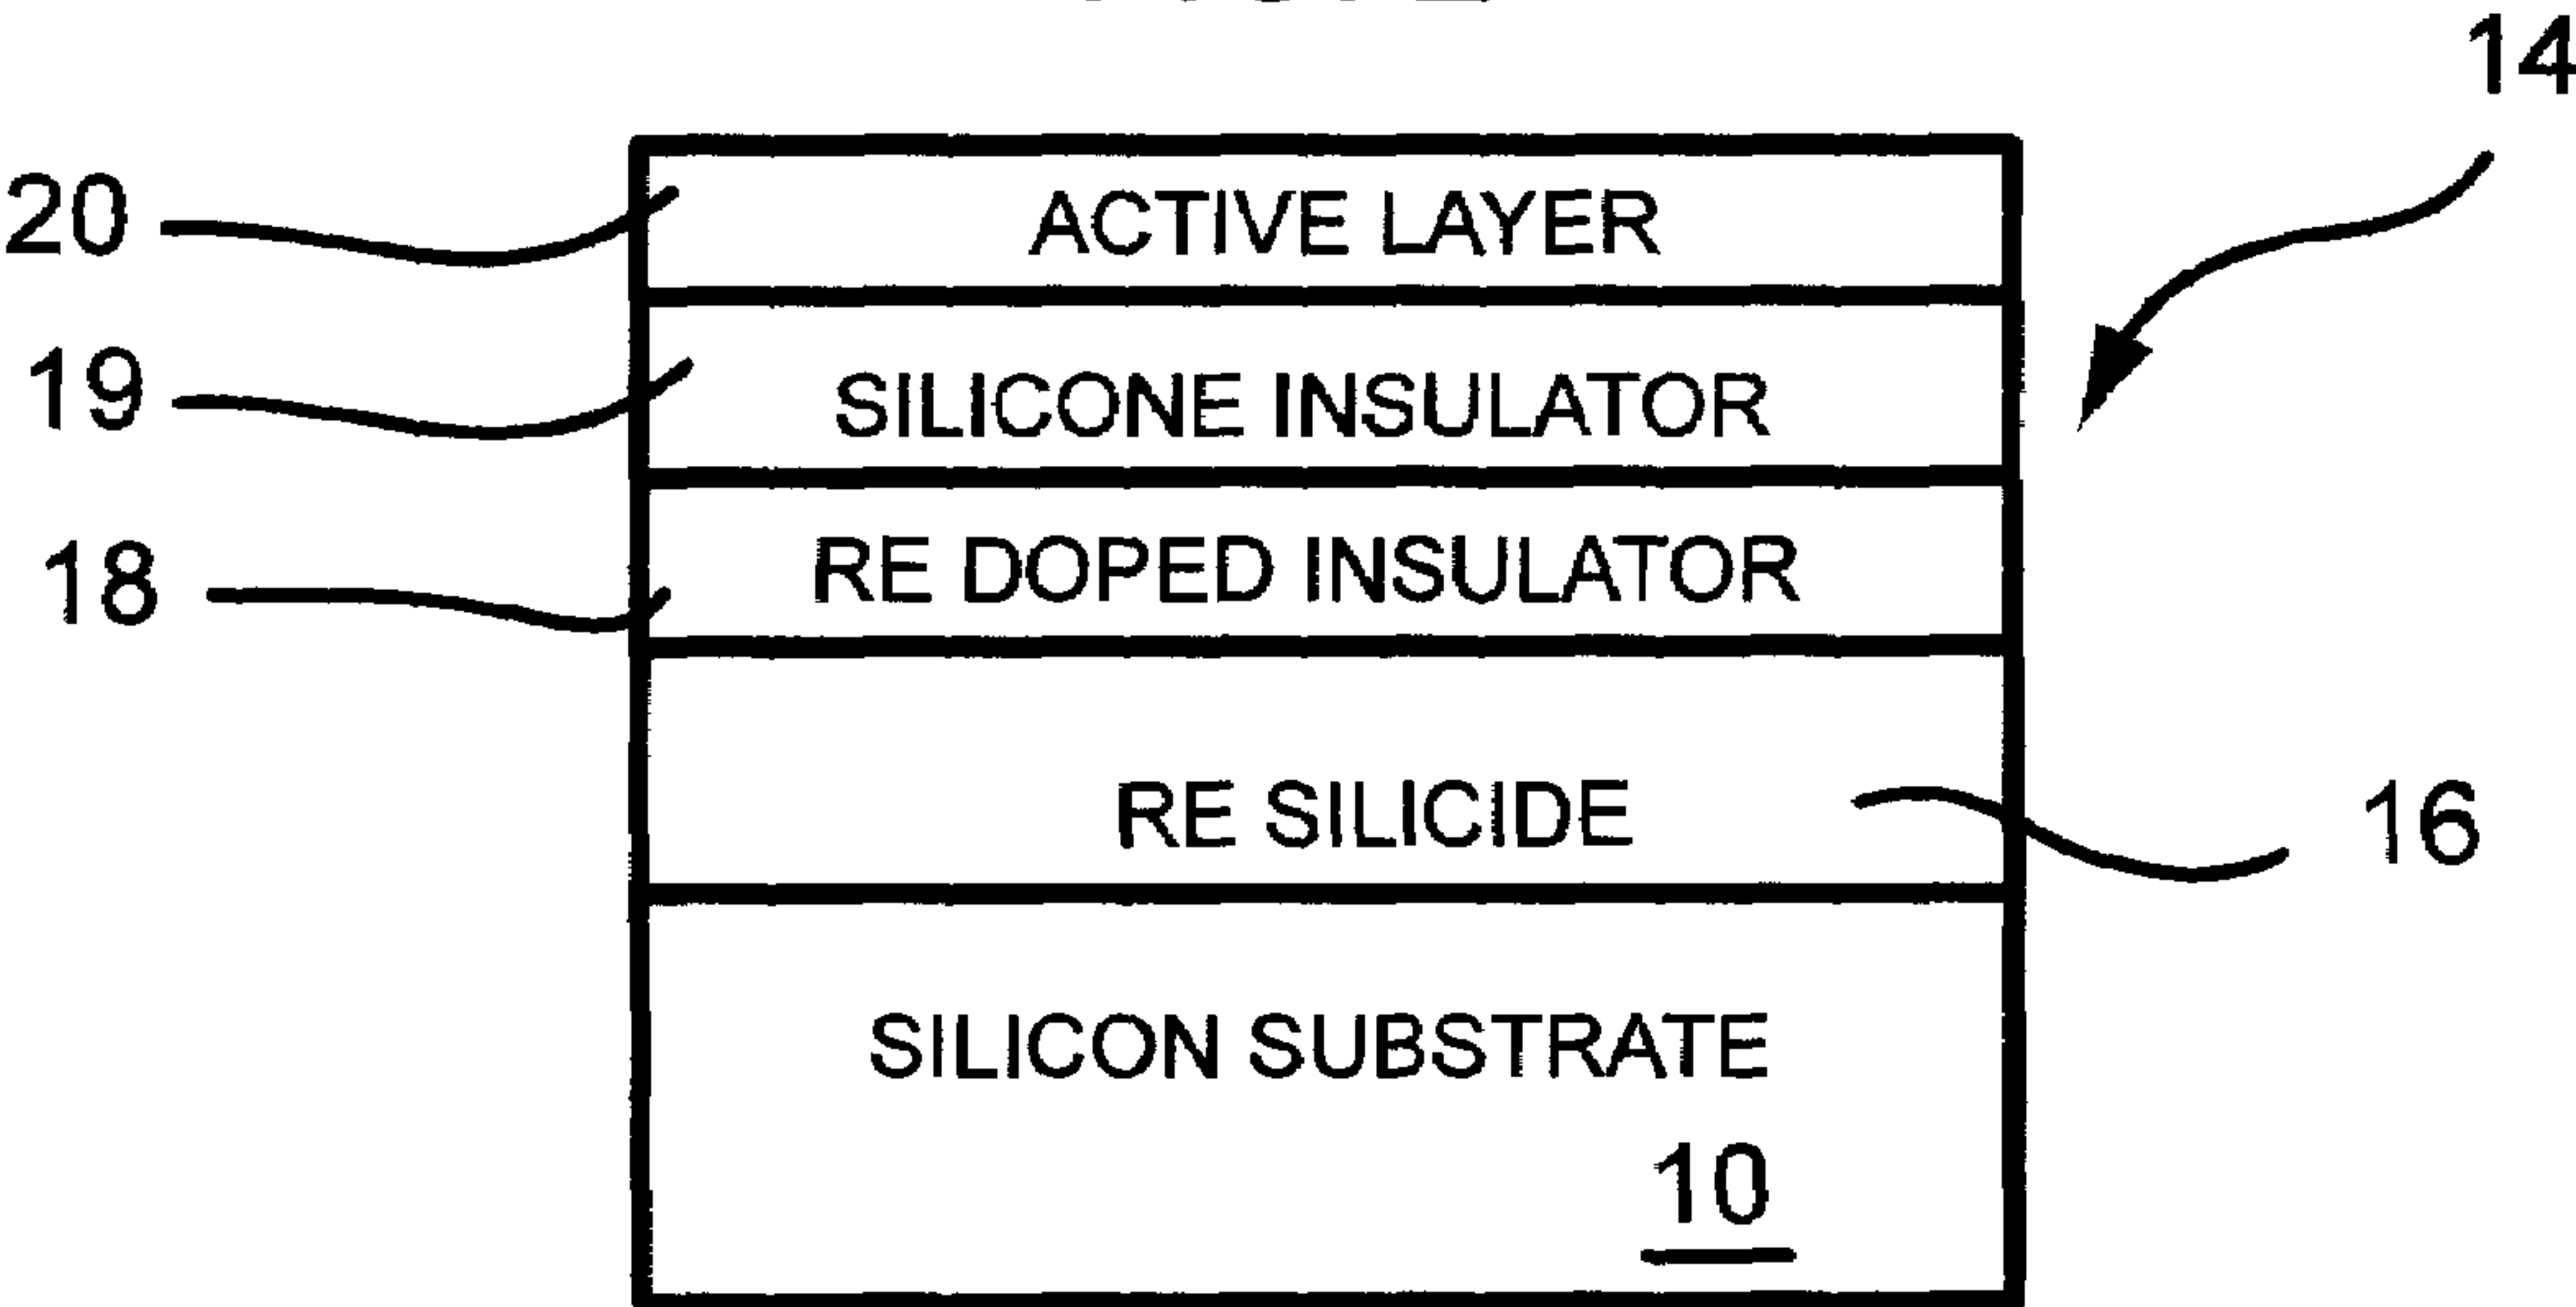 14
20 ACTIVE LAYER
19 SILICONE INSULATOR
18 RE DOPED INSULATOR
RE SILICIDE 16
SILICON SUBSTRATE
10